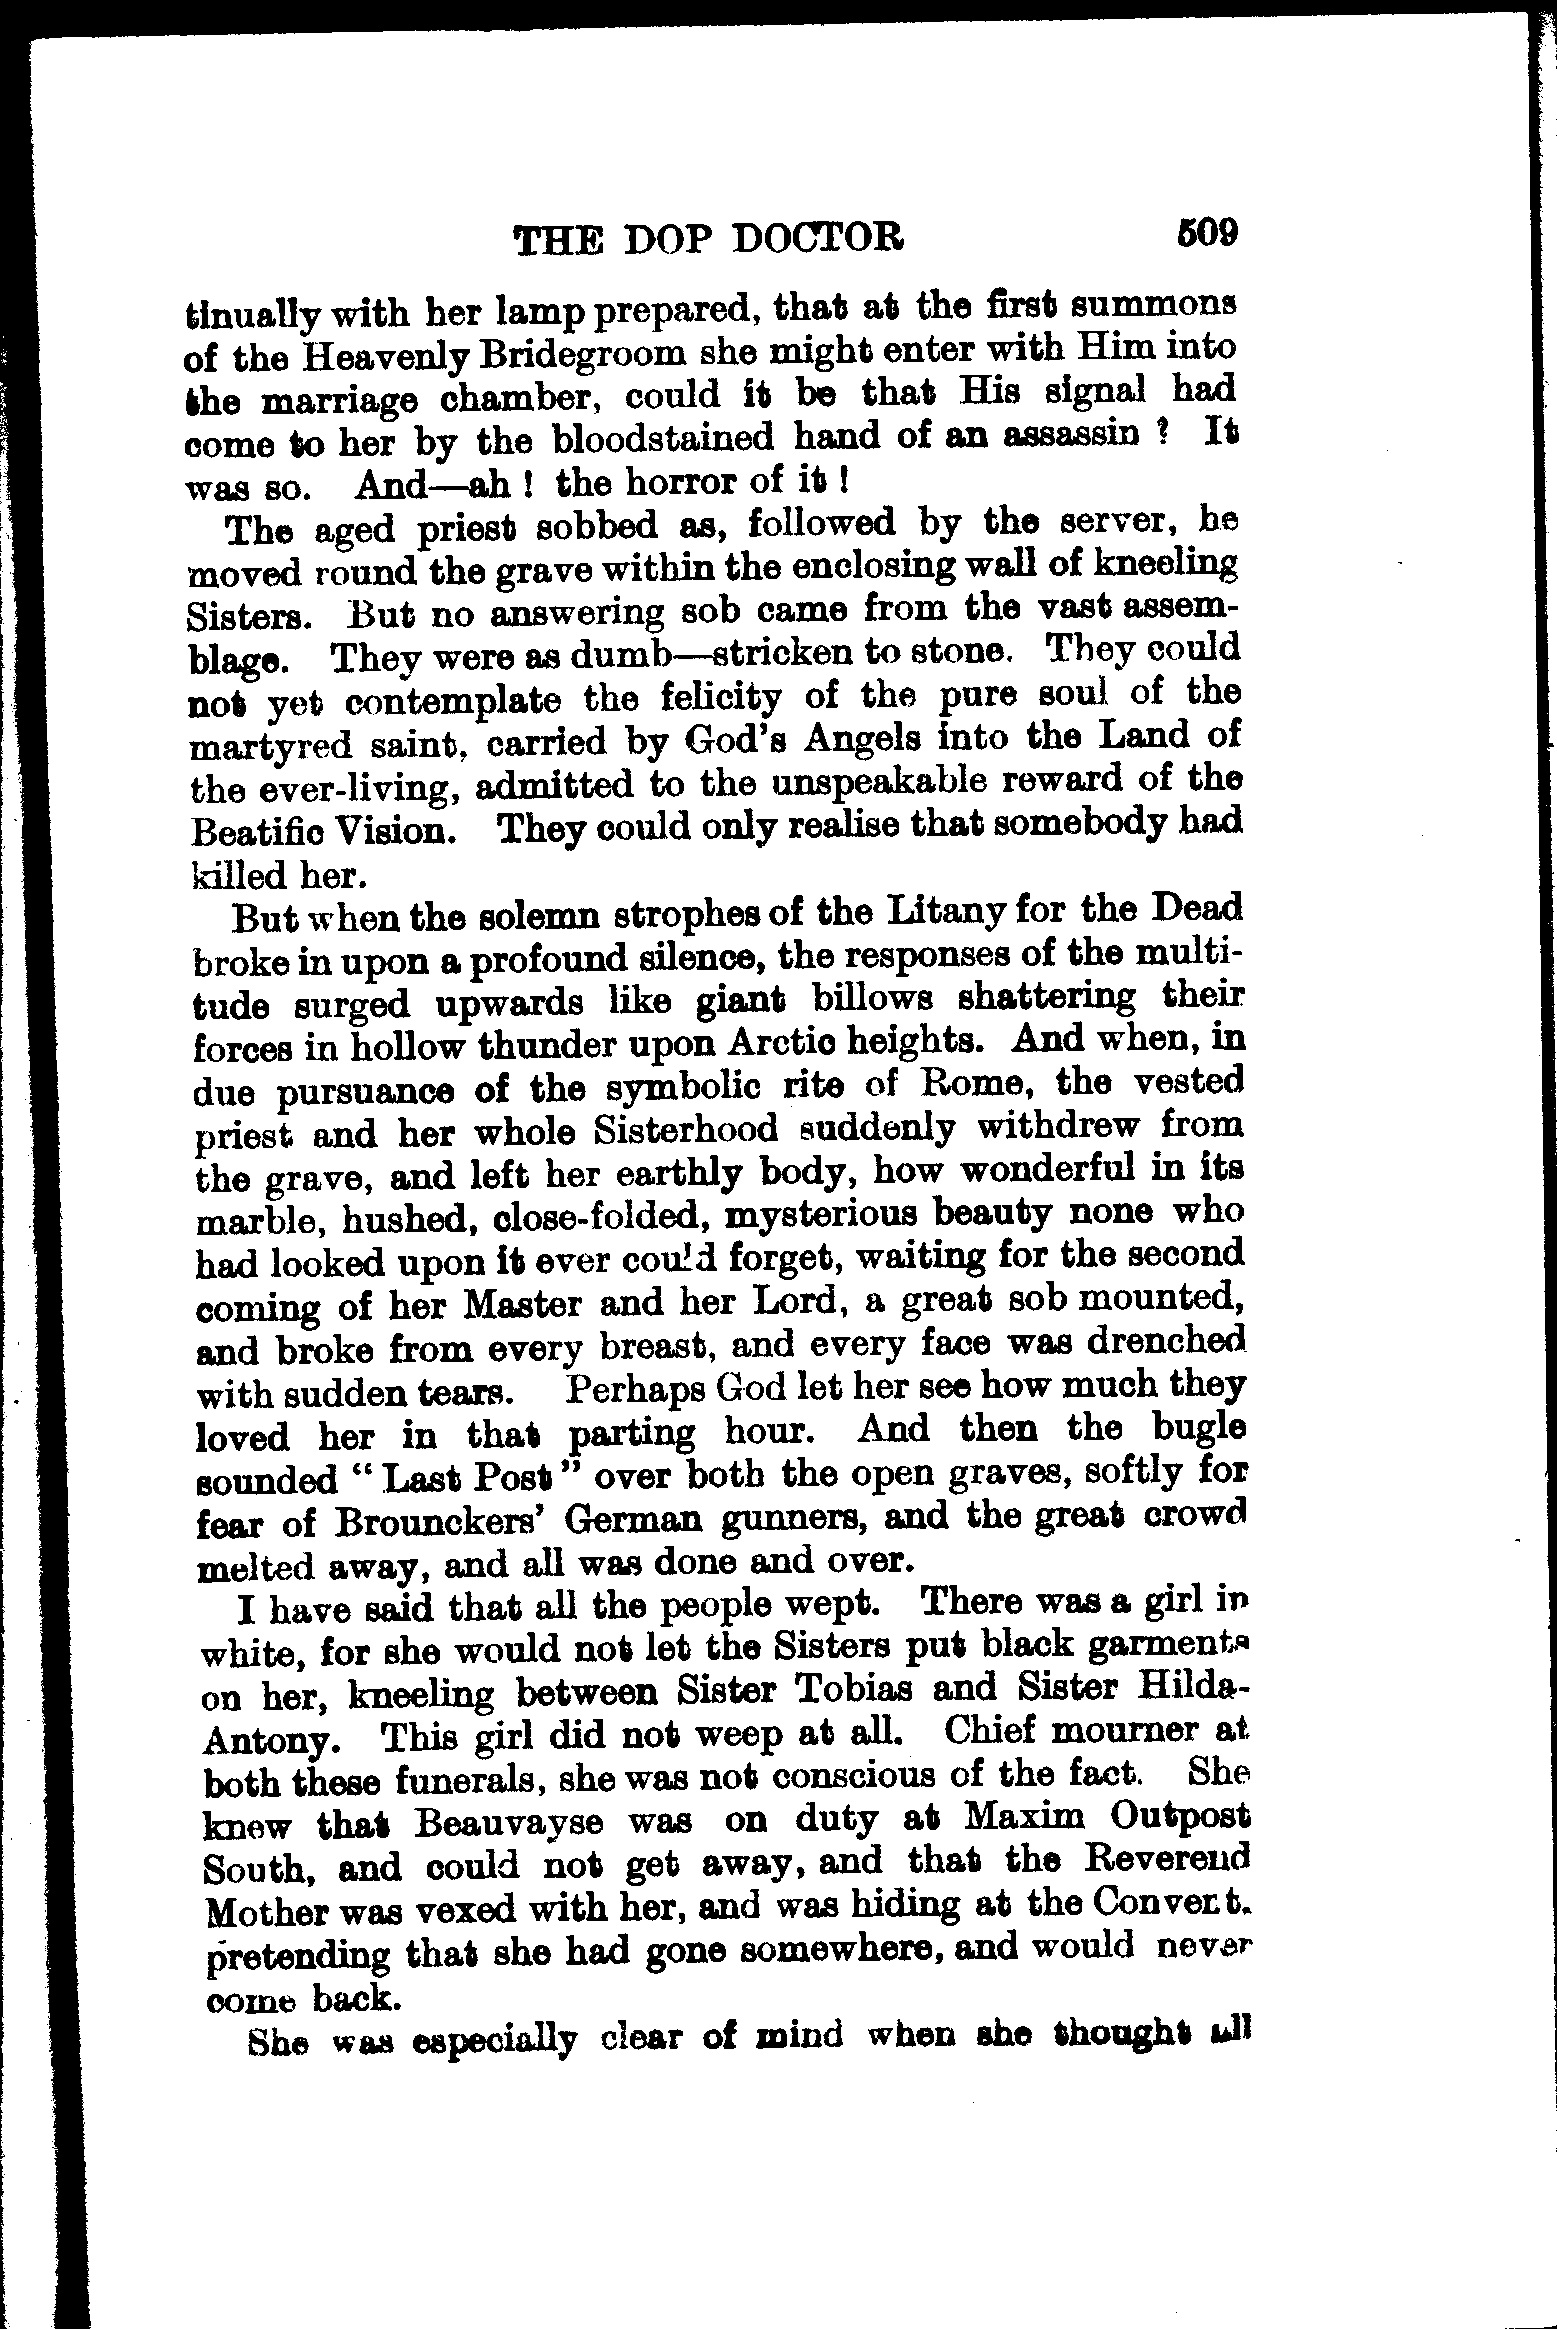 THE DOP DOCTOR 509
tinually with her lamp prepared, that at the first summons
of the Heavenly Bridegroom she might enter with Him into
the marriage chamber, could it be that His signal had
come to her by the bloodstained hand of an assassin ? It
was so. And—ah ! the horror of it !
The aged priest sobbed as, followed by the server, he
moved round the grave within the enclosing wall of kneeling
Sisters. But no answering sob came from the vast assem-
blage. They were as dumb—stricken to stone. They could
not yet contemplate the felicity of the pure soul of the
martyred saint, carried by God's Angels into the Land of
the ever-living, admitted to the unspeakable reward of the
Beatific Vision. They could only realise that somebody had
killed her.
But when the solemn strophes of the Litany for the Dead
broke in upon a profound silence, the responses of the multi-
tude surged upwards like giant billows shattering their
forces in hollow thunder upon Arctic heights. And when, in
due pursuance of the symbolic rite of Rome, the vested
priest and her whole Sisterhood suddenly withdrew from
the grave, and left her earthly body, how wonderful in its
marble, hushed, close-folded, mysterious beauty none who
had looked upon it ever could forget, waiting for the second
coming of her Master and her Lord, a great sob mounted,
and broke from every breast, and every face was drenched
with sudden tears. Perhaps God let her see how much they
loved her in that parting hour. And then the bugle
sounded " Last Post " over both the open graves, softly for
fear of Brounckers' German gunners, and the great crowd
melted away, and all was done and over.
I have said that all the people wept. There was a girl in
white, for she would not let the Sisters put black garments
on her, kneeling between Sister Tobias and Sister Hilda-
Antony. This girl did not weep at all. Chief mourner at
both these funerals, she was not conscious of the fact. She
knew that Beauvayse was on duty at Maxim Outpost
South, and could not get away, and that the Reverend
Mother was vexed with her, and was hiding at the Convent.
pretending that she had gone somewhere, and would never
come back.
She was especially clear of mind when she thought all